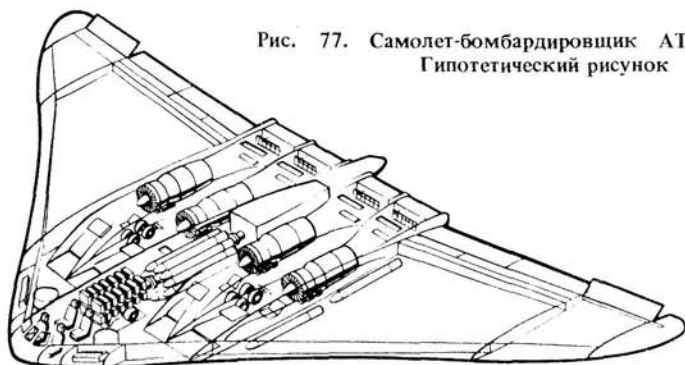 Рис. 77. Самолет-бомбардировщик АТ
Гипотетический рисунок